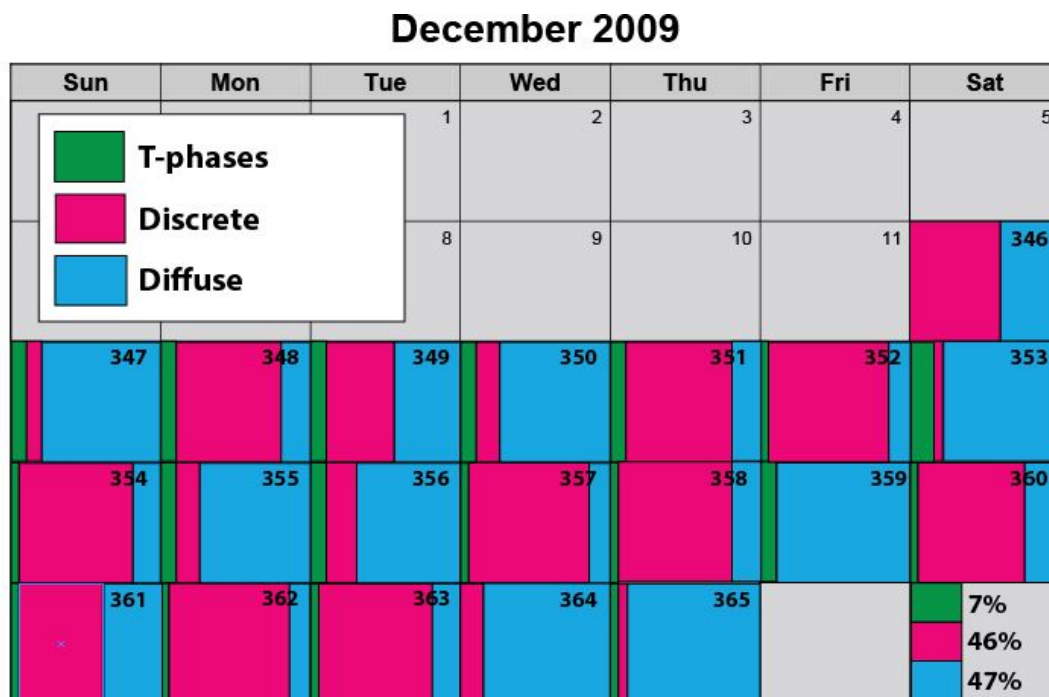 December 2009
Sun Mon Tue Wed Thu Fri Sat
1 2 3 4 5
T-phases
Discrete
Diffuse
8 9 10 11 346
347 348 349 350 351 352 353
354 355 356 357 358 359 360
361 362 363 364 365
7%
46%
47%